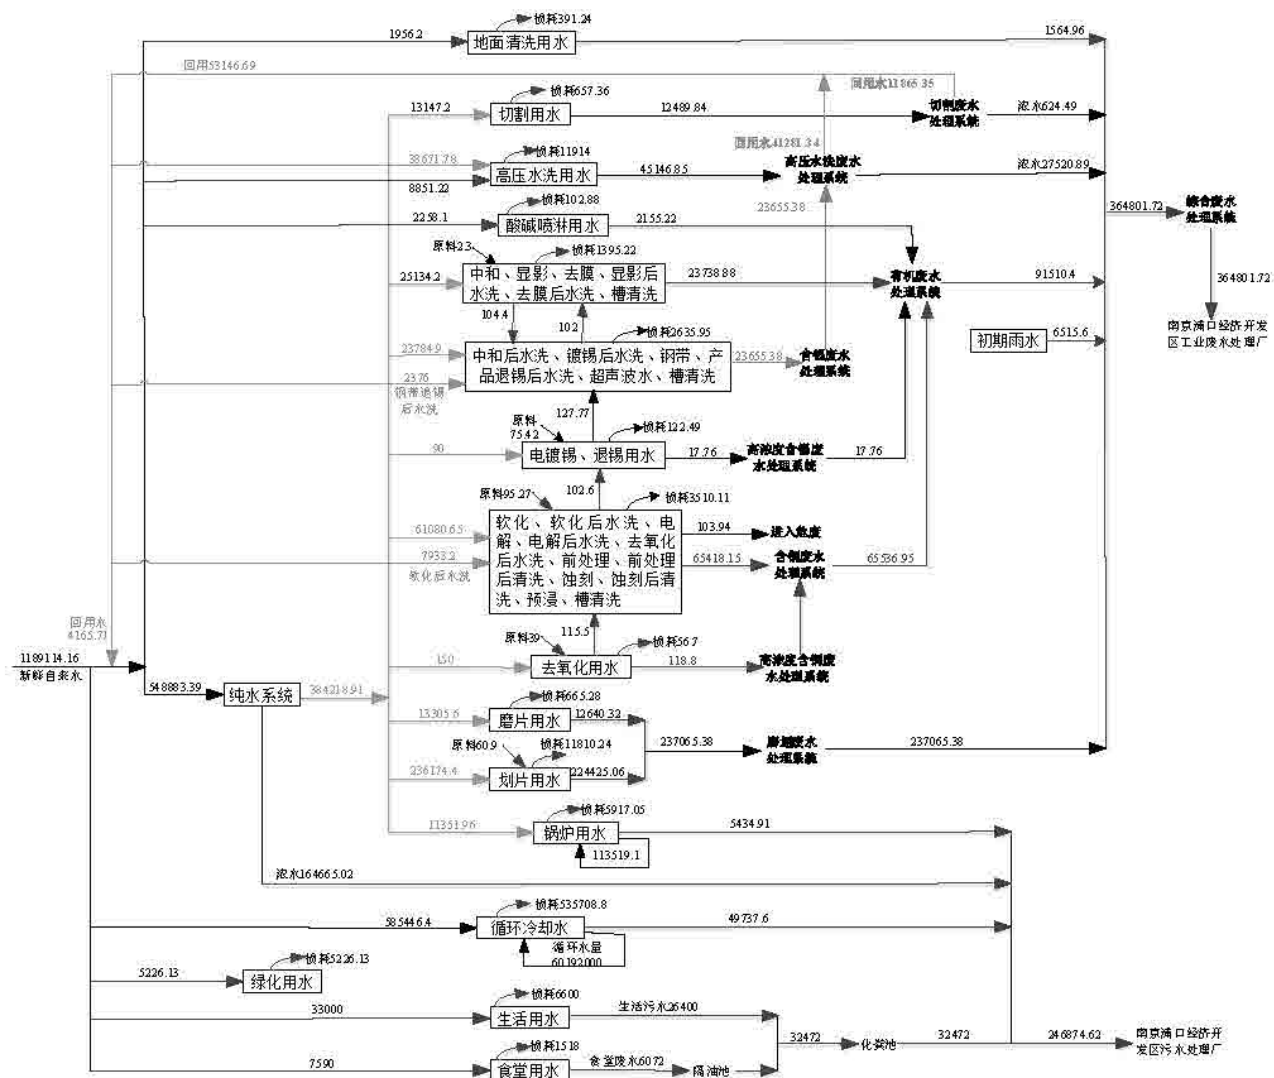 损耗391.24
1956.2
地面清洗用水
1564.96
回用53146.69
回用水11865.35
损耗657.36
13147.2
切割用水
12489.84
切割废水
处理系统
浓水624.49
回用水41281.34
损耗11914
38671.78
高压水洗用水
45146.85
高压水洗废水
处理系统
浓水27520.89
8851.22
损耗102.88
23655.38
2258.1
酸碱喷淋用水
2155.22
364801.72
综合废水
处理系统
原料2.3
损耗1395.22
25134.2
中和、显影、去膜、显影后
水洗、去膜后水洗、槽清洗
23738.88
有机废水
处理系统
91510.4
364801.72
104.4
102
南京浦口经济开发
区工业废水处理厂
初期雨水
6515.6
损耗2635.95
23784.9
中和后水洗、镀锡后水洗、钢带、产
品退锡后水洗、超声波水、槽清洗
23655.38
含锡废水
处理系统
2376
钢带退锡
后水洗
127.77
原料
75.42
损耗122.49
90
电镀锡、退锡用水
17.76
高浓度含锡废
水处理系统
17.76
102.6
原料95.27
损耗3510.11
软化、软化后水洗、电
解、电解后水洗、去氧化
后水洗、前处理、前处理
后清洗、蚀刻、蚀刻后清
洗、预浸、槽清洗
61080.65
103.94
进入危废
7933.2
软化后水洗
65418.15
含铜废水
处理系统
65536.95
115.5
回用水
4165.71
原料39
损耗56.7
1189114.16
新鲜自来水
150
去氧化用水
118.8
高浓度含铜废
水处理系统
548883.39
纯水系统
384218.91
损耗665.28
13305.6
磨片用水
12640.32
237065.38
磨划废水
处理系统
237065.38
原料60.9
损耗11810.24
236174.4
划片用水
224425.06
损耗5917.05
11351.96
锅炉用水
5434.91
113519.1
浓水164665.02
损耗535708.8
585446.4
循环冷却水
49737.6
循环水量
60192000
损耗5226.13
5226.13
绿化用水
损耗6600
33000
生活用水
生活污水26400
32472
化粪池
32472
246874.62
南京浦口经济开
发区污水处理厂
损耗1518
7590
食堂用水
食堂废水6072
隔油池